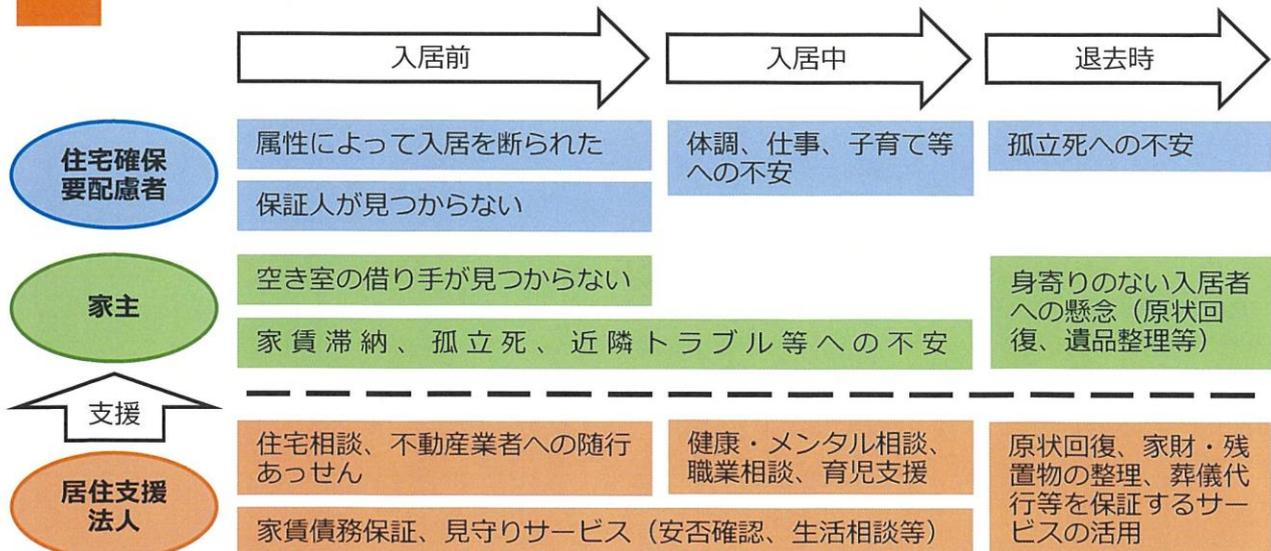 入居前
入居中
退去時
住宅確保
要配慮者
属性によって入居を断られた
保証人が見つからない
体調、仕事、子育て等
への不安
孤立死への不安
家主
空き室の借り手が見つからない
家賃滞納、孤立死、近隣トラブル等への不安
身寄りのない入居者
への懸念（原状回
復、遺品整理等）
支援
居住支援
法人
住宅相談、不動産業者への随行
あっせん
家賃債務保証、見守りサービス（安否確認、生活相談等）
健康・メンタル相談、
職業相談、育児支援
原状回復、家財・残
置物の整理、葬儀代
行等を保証するサー
ビスの活用